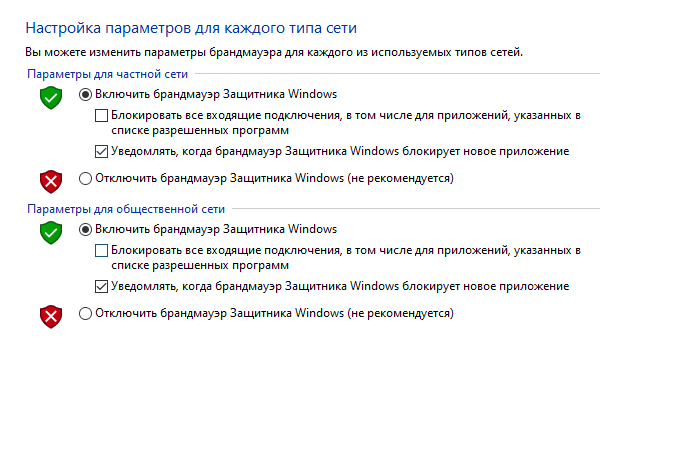 Настройка параметров для каждого типа сети
Вы можете изменить параметры брандмауэра для каждого из используемых типов сетей.
Параметры для частной сети
Включить брандмауэр Защитника Windows
Блокировать все входящие подключения, в том числе для приложений, указанных в
списке разрешенных программ
Уведомлять, когда брандмауэр Защитника Windows блокирует новое приложение
Отключить брандмауэр Защитника Windows (не рекомендуется)
Параметры для общественной сети
Включить брандмауэр Защитника Windows
Блокировать все входящие подключения, в том числе для приложений, указанных в
списке разрешенных программ
Уведомлять, когда брандмауэр Защитника Windows блокирует новое приложение
Отключить брандмауэр Защитника Windows (не рекомендуется)